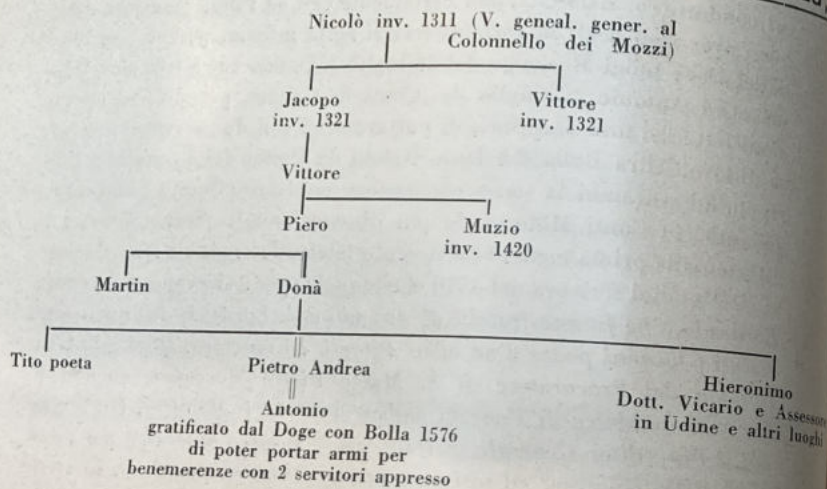 Nicolò inv. 1311 (V. geneal. gener. al
Colonnello dei Mozzi)
Jacopo
inv. 1321
Vittore
inv. 1321
Vittore
Piero
Muzio
inv. 1420
Martin
Donà
Tito poeta
Pietro Andrea
Hieronimo
Dott. Vicario e Assessore
in Udine e altri luoghi
Antonio
gratificato dal Doge con Bolla 1576
di poter portar armi per
benemerenze con 2 servitori appresso